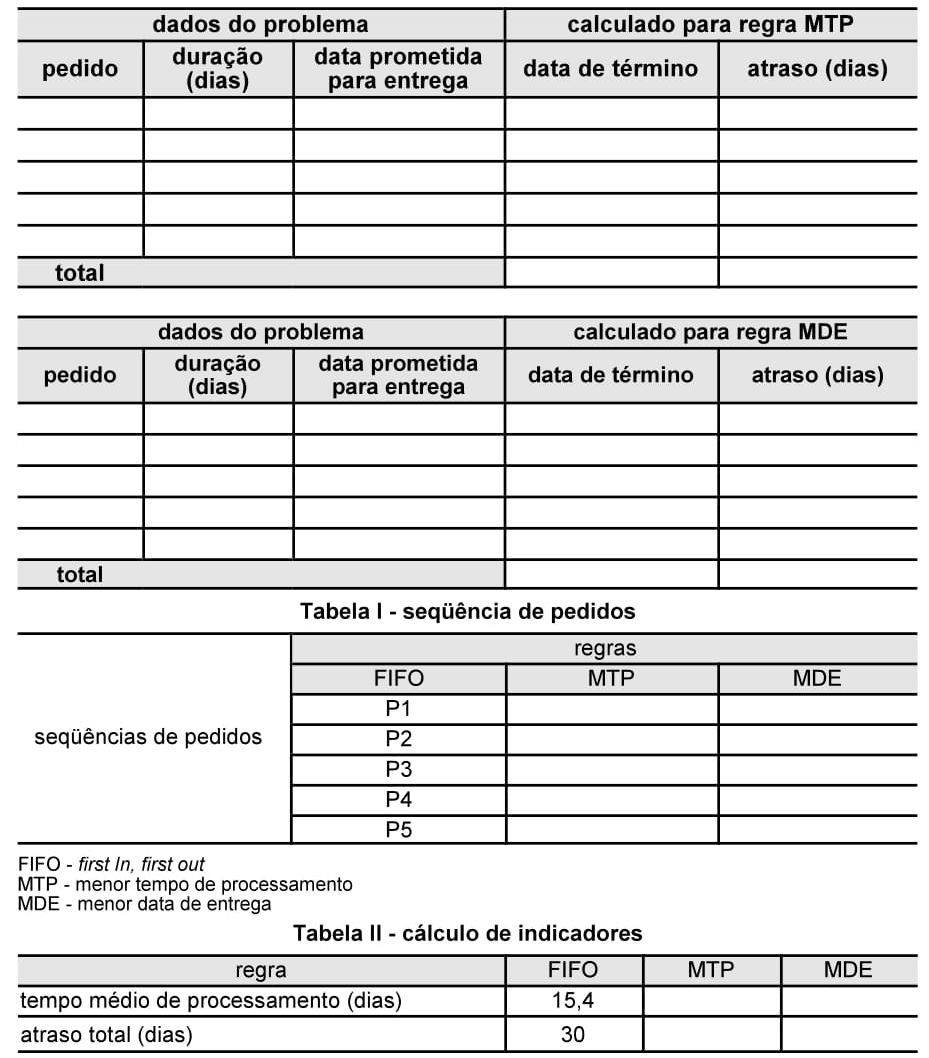 dados do problema calculado para regra MTP
pedido duração (dias) data prometida para entrega data de término atraso (dias)
total
dados do problema calculado para regra MDE
pedido duração (dias) data prometida para entrega data de término atraso (dias)
total
Tabela I - seqüência de pedidos
regras
FIFO MTP MDE
P1
seqüências de pedidos P2
P3
P4
P5
FIFO - first In, first out
MTP - menor tempo de processamento
MDE - menor data de entrega
Tabela II - cálculo de indicadores
regra FIFO MTP MDE
tempo médio de processamento (dias) 15,4
atraso total (dias) 30